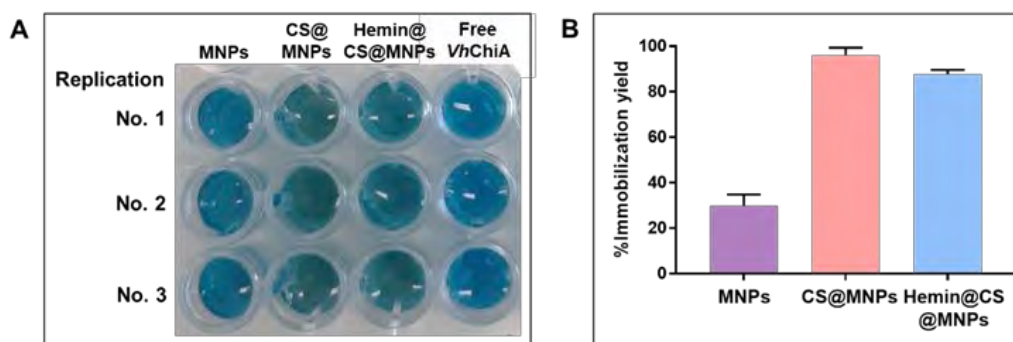 A
MNPs
CS@
MNPs
Hemin@
CS@MNPs
Free
VhChiA
Replication
No. 1
No. 2
No. 3
B
%Immobilization yield
100
80
60
40
20
0
MNPs
CS@MNPs
Hemin@CS
@MNPs